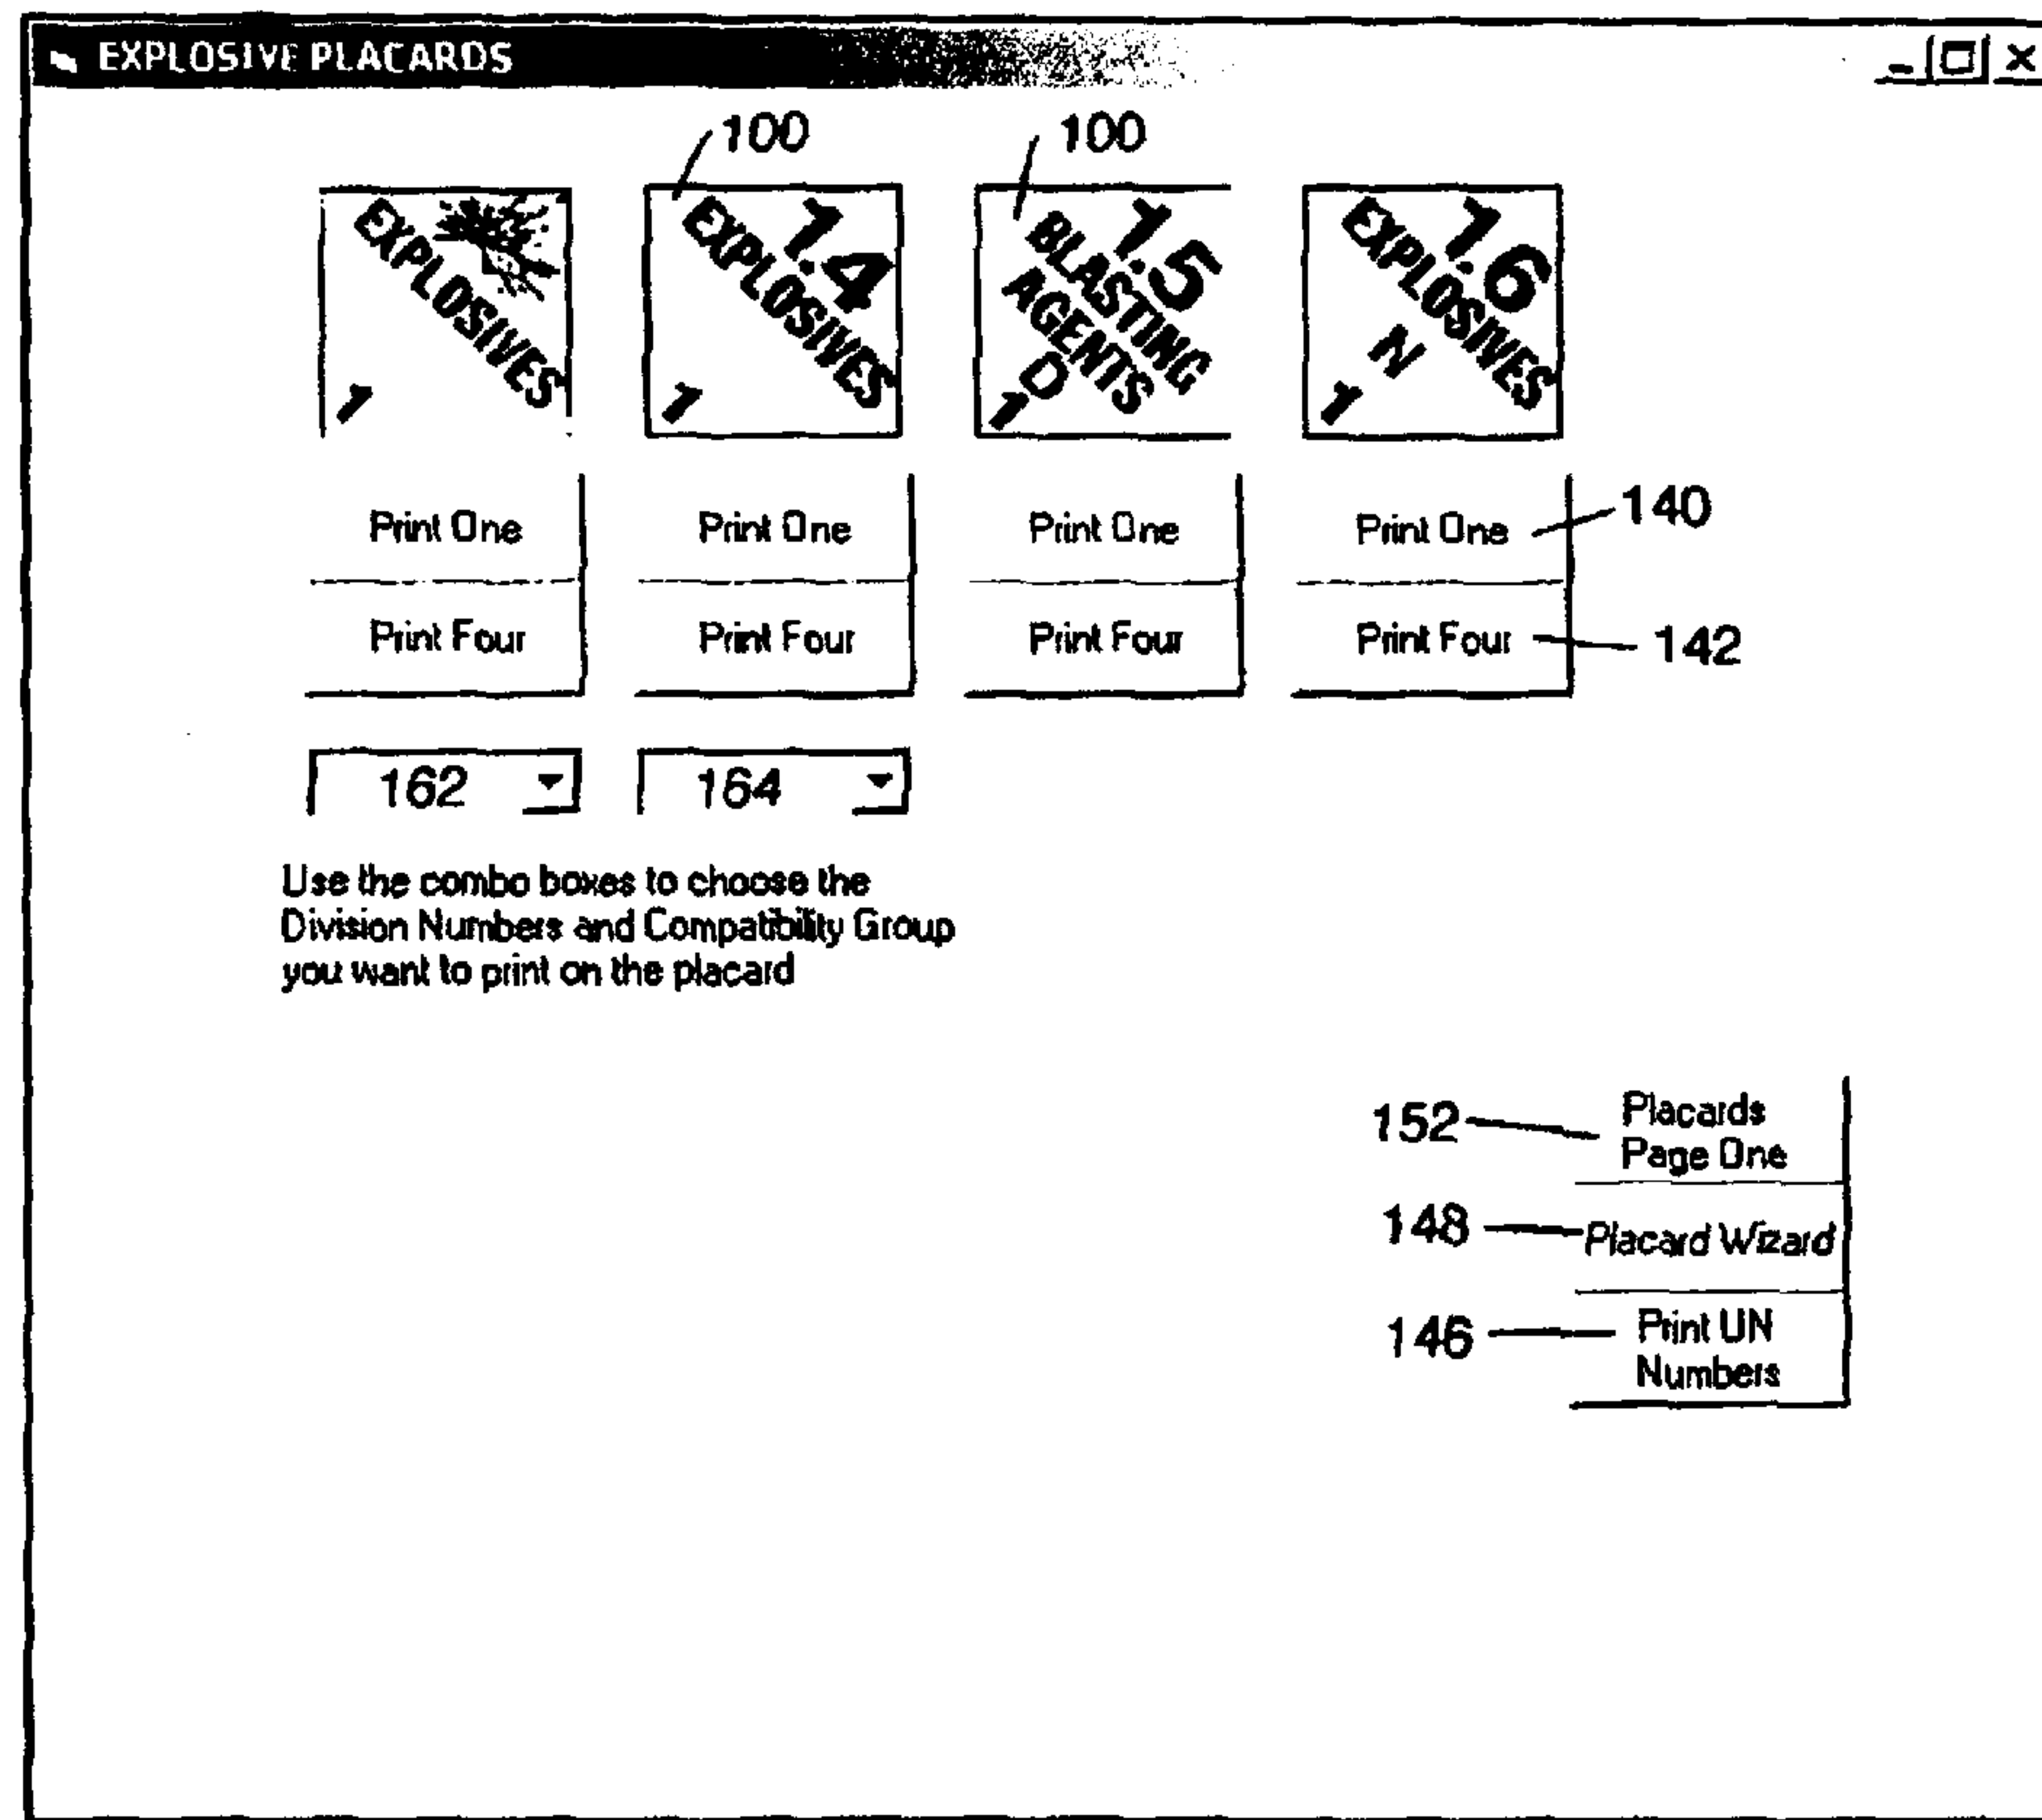 EXPLOSIVE PLACARDS
100 100
EXPLOSIVES
1
1.4
EXPLOSIVES
1
1.5
BLASTING
AGENTS
D
1
1.6
EXPLOSIVES
N
1
Print One Print One Print One Print One 140
Print Four Print Four Print Four Print Four 142
162 164
Use the combo boxes to choose the
Division Numbers and Compatibility Group
you want to print on the placard
152 Placards
Page One
148 Placard Wizard
146 Print UN
Numbers